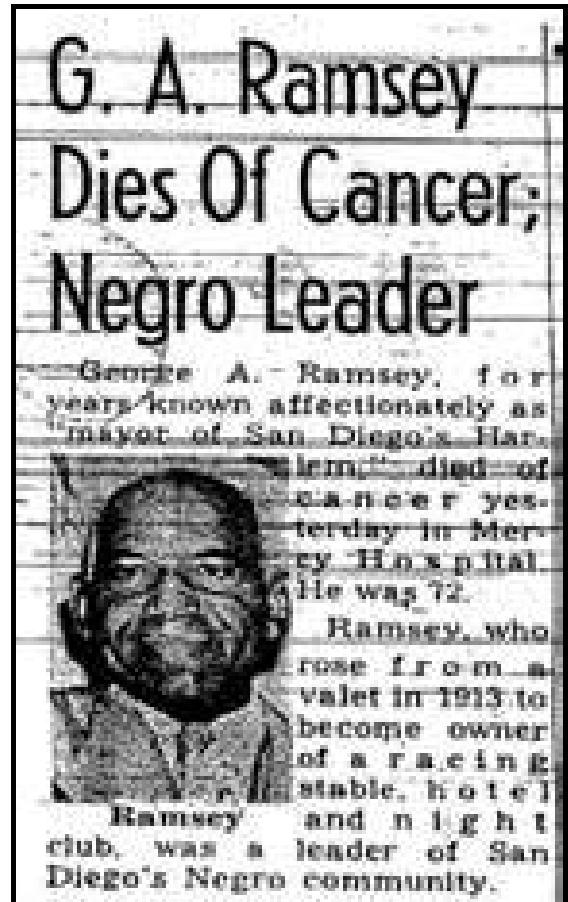 G. A. Ramsey
Dies Of Cancer;
Negro Leader
George A. Ramsey, for
years known affectionately as
"mayor of San Diego's Har-
lem," died of
cancer yes-
terday in Mer-
cy Hospital.
He was 72.
Ramsey, who
rose from a
valet in 1913 to
become owner
of a racing
stable, hotel
Ramsey
and night
club, was a leader of San
Diego's Negro community.